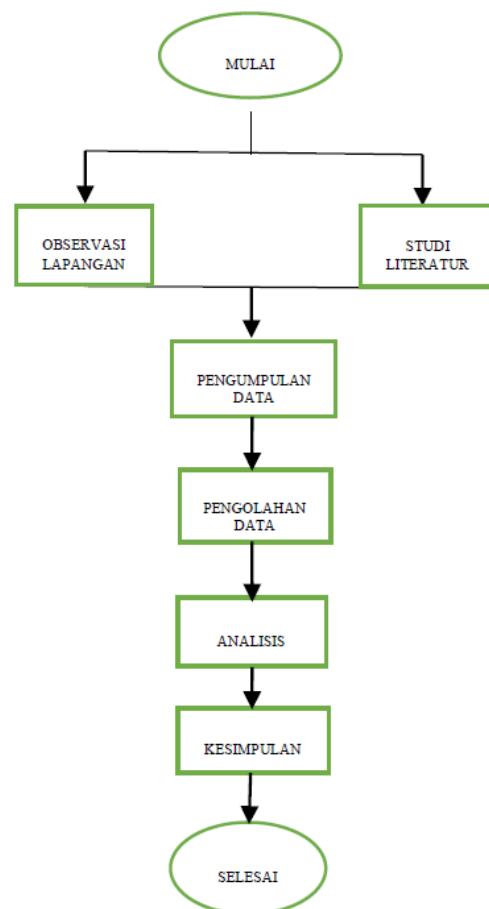 MULAI
OBSERVASI
LAPANGAN
STUDI
LITERATUR
PENGUMPULAN
DATA
PENGOLAHAN
DATA
ANALISIS
KESIMPULAN
SELESAI